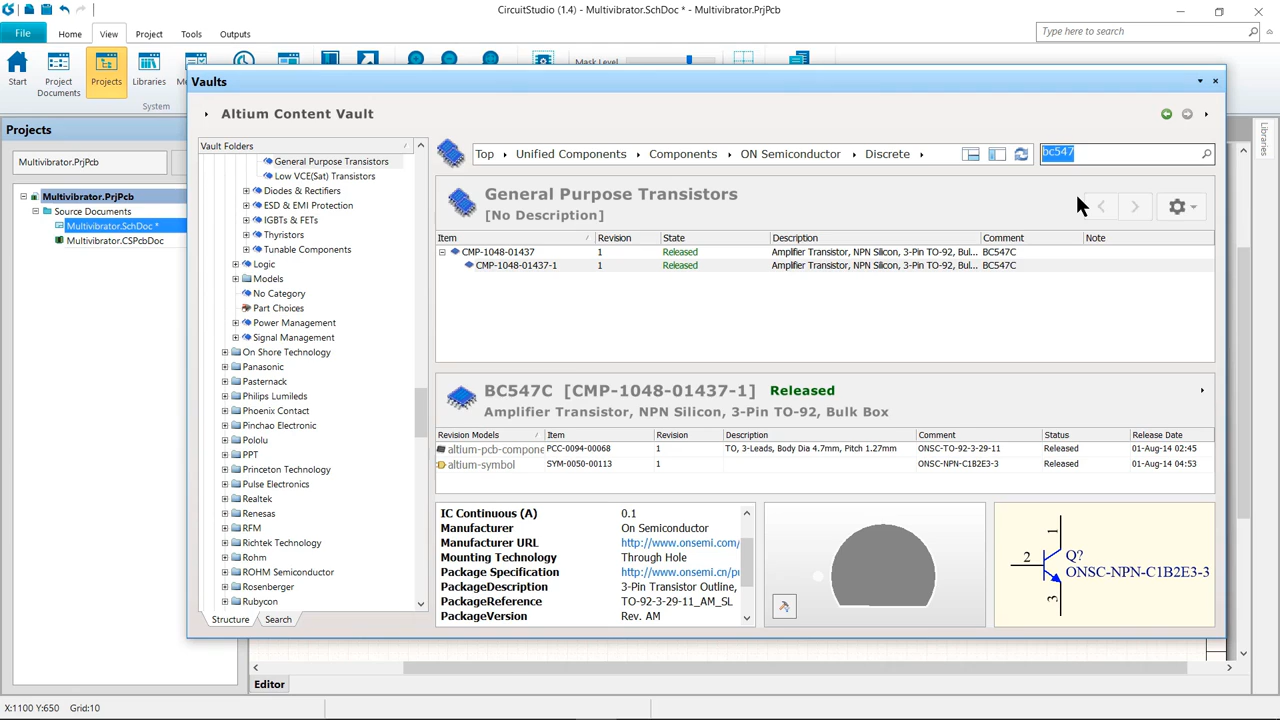 CircuitStudio (1.4) - Multivibrator.SchDoc * - Multivibrator.PrjPcb
File
Home
View
Project
Tools
Outputs
Type here to search
Start
Project
Documents
Projects
Libraries
System
Mask Level
Vaults
Projects
Multivibrator.PrjPcb
Multivibrator.PrjPcb
Source Documents
Multivibrator.SchDoc *
Multivibrator.CSPcbDoc
Altium Content Vault
Vault Folders
General Purpose Transistors
Low VCE(Sat) Transistors
Diodes & Rectifiers
ESD & EMI Protection
IGBTs & FETs
Thyristors
Tunable Components
Logic
Models
No Category
Part Choices
Power Management
Signal Management
On Shore Technology
Panasonic
Pasternack
Philips Lumileds
Phoenix Contact
Pinchao Electronic
Pololu
PPT
Princeton Technology
Pulse Electronics
Realtek
Renesas
RFM
Richtek Technology
Rohm
ROHM Semiconductor
Rosenberger
Rubycon
Structure
Search
Top
Unified Components
Components
ON Semiconductor
Discrete
bc547
General Purpose Transistors
[No Description]
Item Revision State Description Comment Note
CMP-1048-01437 1 Released Amplifier Transistor, NPN Silicon, 3-Pin TO-92, Bul... BC547C
CMP-1048-01437-1 1 Released Amplifier Transistor, NPN Silicon, 3-Pin TO-92, Bul... BC547C
BC547C [CMP-1048-01437-1] Released
Amplifier Transistor, NPN Silicon, 3-Pin TO-92, Bulk Box
Revision Models Item Revision Description Comment Status Release Date
altium-pcb-compone PCC-0094-00068 1 TO, 3-Leads, Body Dia 4.7mm, Pitch 1.27mm ONSC-TO-92-3-29-11 Released 01-Aug-14 02:45
altium-symbol SYM-0050-00113 1 ONSC-NPN-C1B2E3-3 Released 01-Aug-14 04:53
IC Continuous (A) 0.1
Manufacturer On Semiconductor
Manufacturer URL http://www.onsemi.com/
Mounting Technology Through Hole
Package Specification http://www.onsemi.cn/pu
PackageDescription 3-Pin Transistor Outline,
PackageReference TO-92-3-29-11_AM_SL
PackageVersion Rev. AM
1
2
Q?
ONSC-NPN-C1B2E3-3
3
Libraries
Editor
X:1100 Y:650 Grid:10